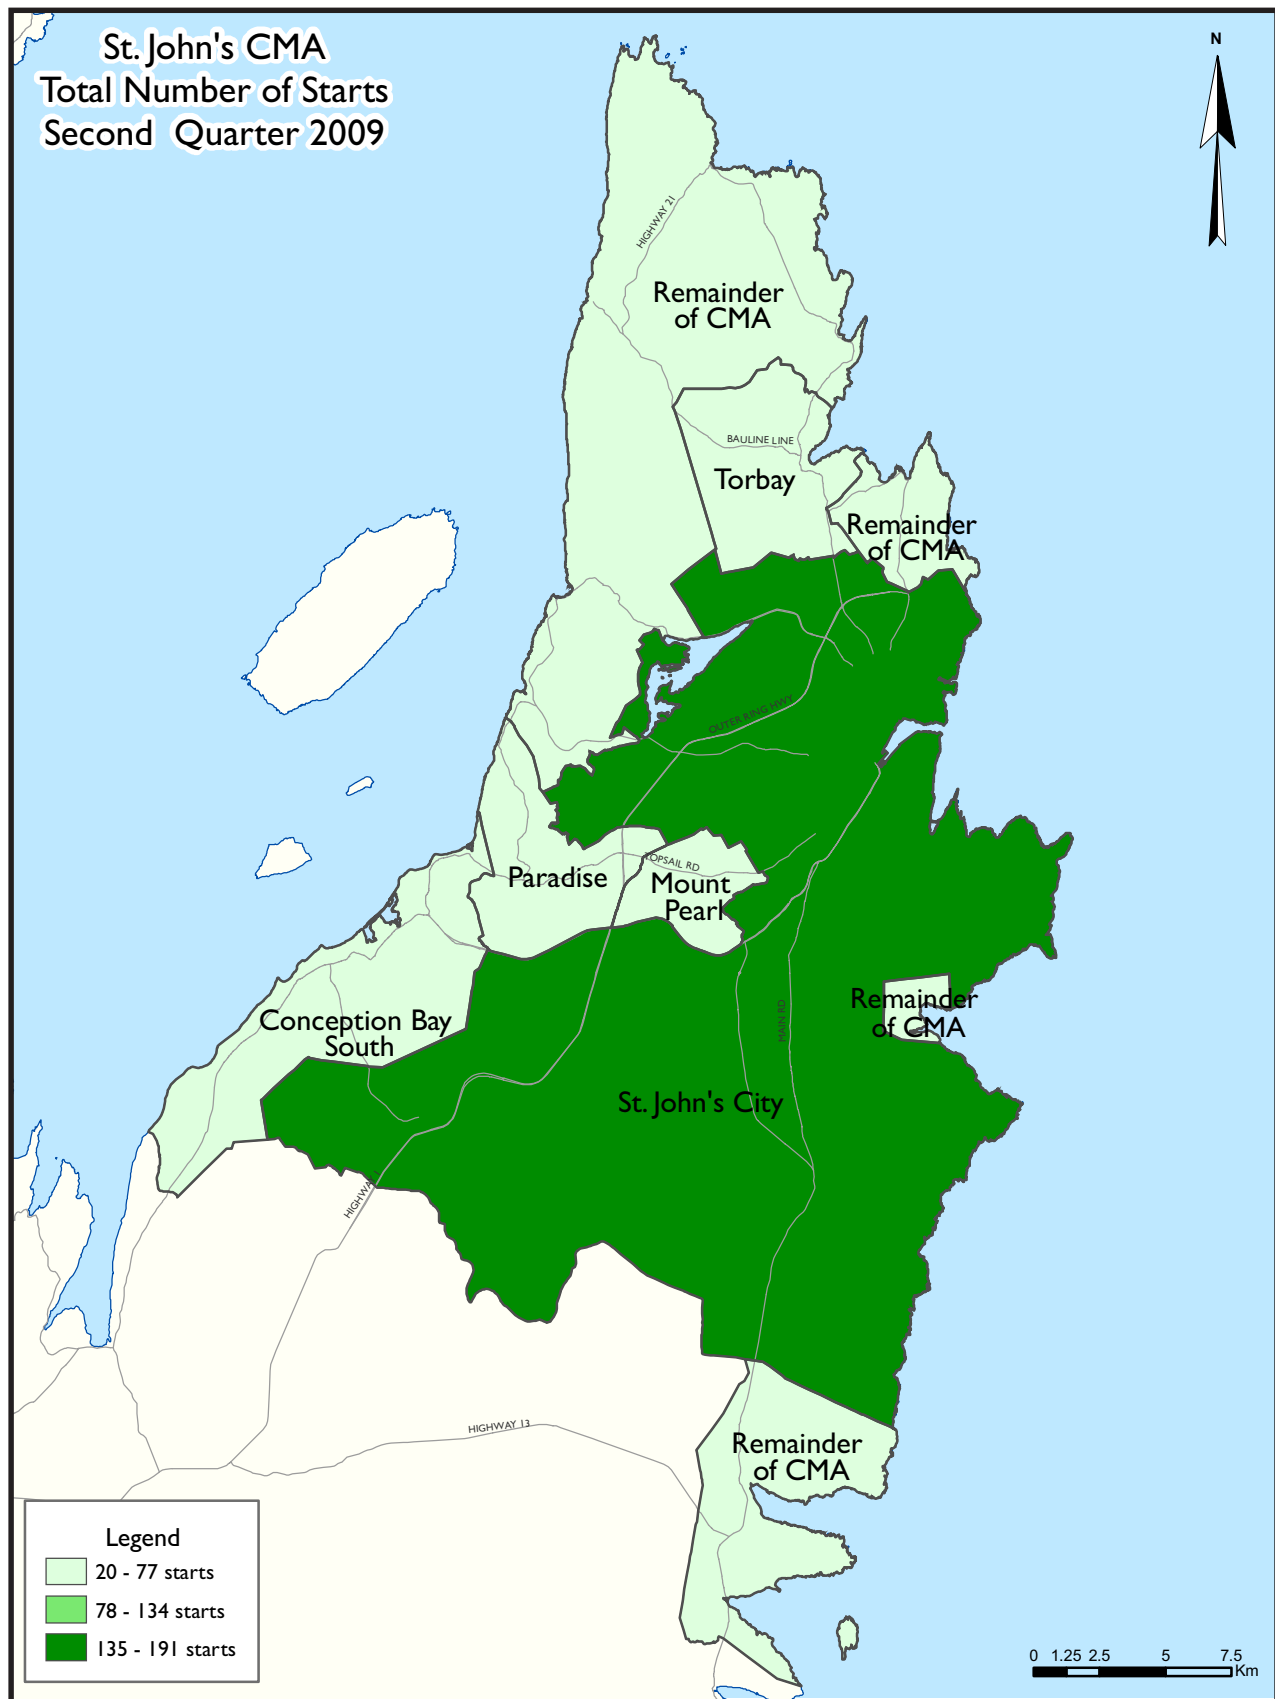 St. John's CMA
Total Number of Starts
Second Quarter 2009
N
HIGHWAY 21
Remainder
of CMA
BAULINE LINE
Torbay
Remainder
of CMA
OUTER RING HWY
TOPSAIL RD
Paradise
Mount
Pearl
Remainder
of CMA
MAIN RD
Conception Bay
South
St. John's City
HIGHWAY 1
HIGHWAY 13
Remainder
of CMA
Legend
20 - 77 starts
78 - 134 starts
135 - 191 starts
0 1.25 2.5 5 7.5
Km